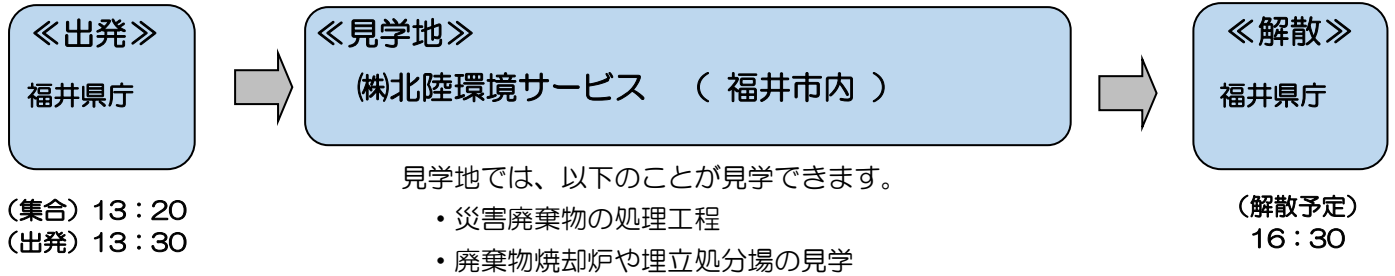 ≪出発≫
福井県庁
(集合)13:20
(出発)13:30
≪見学地≫
㈱北陸環境サービス　( 福井市内 )
見学地では、以下のことが見学できます。
・災害廃棄物の処理工程
・廃棄物焼却炉や埋立処分場の見学
≪解散≫
福井県庁
(解散予定)
16:30